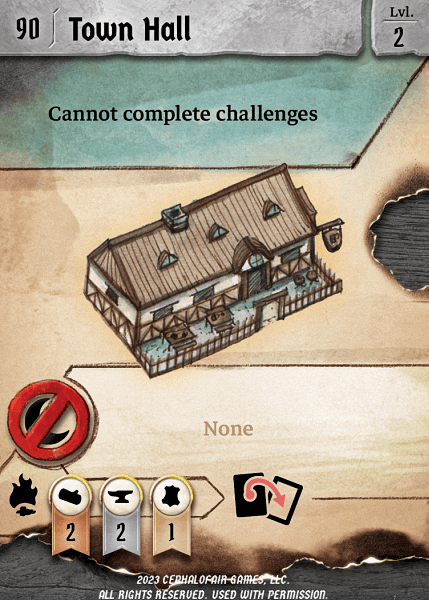 90 Town Hall
Lvl.
2
Cannot complete challenges
None
2 2 1
2023 CEPHALOFAIR GAMES, LLC.
ALL RIGHTS RESERVED. USED WITH PERMISSION.